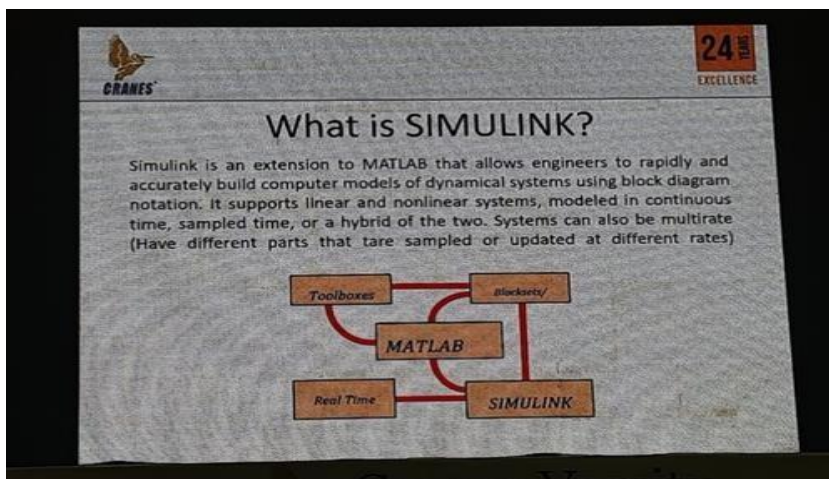 CRANES
24 YEARS
EXCELLENCE
What is SIMULINK?
Simulink is an extension to MATLAB that allows engineers to rapidly and
accurately build computer models of dynamical systems using block diagram
notation. It supports linear and nonlinear systems, modeled in continuous
time, sampled time, or a hybrid of the two. Systems can also be multirate
(Have different parts that tare sampled or updated at different rates)
Toolboxes
Blocksets/
MATLAB
Real Time
SIMULINK